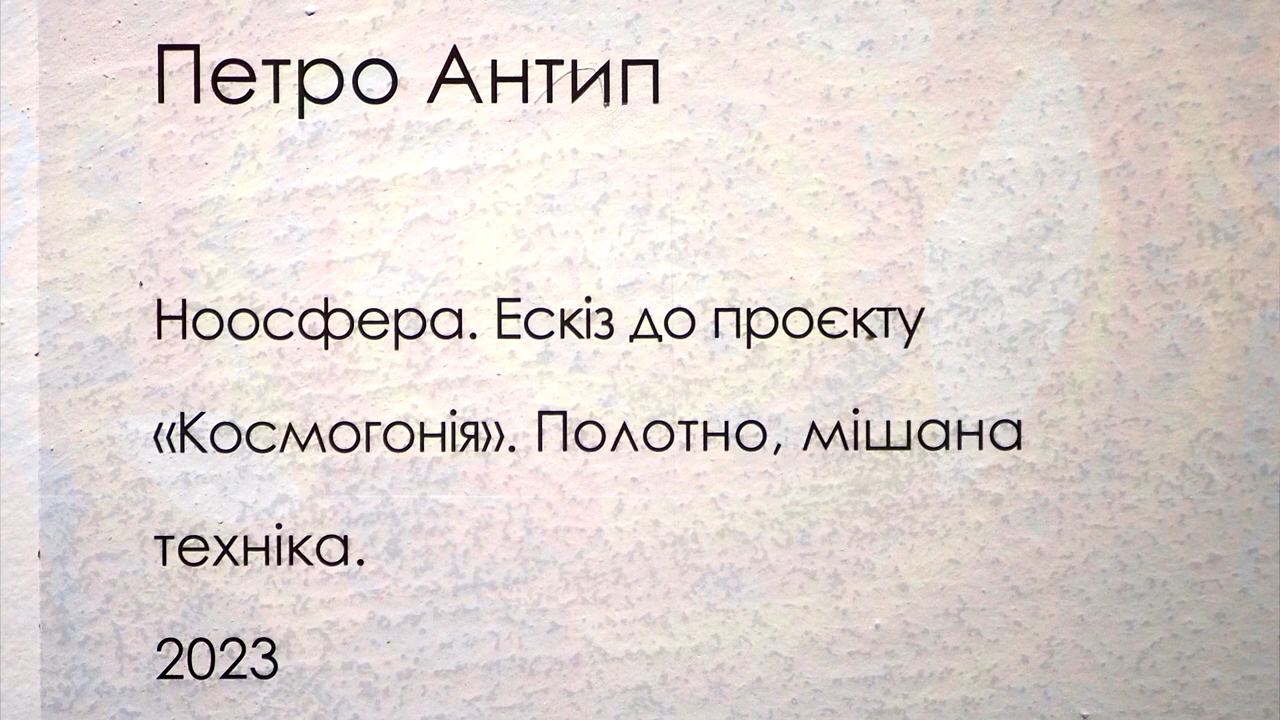 Петро Антип
Ноосфера. Ескіз до проєкту
«Космогонія». Полотно, мішана
техніка.
2023